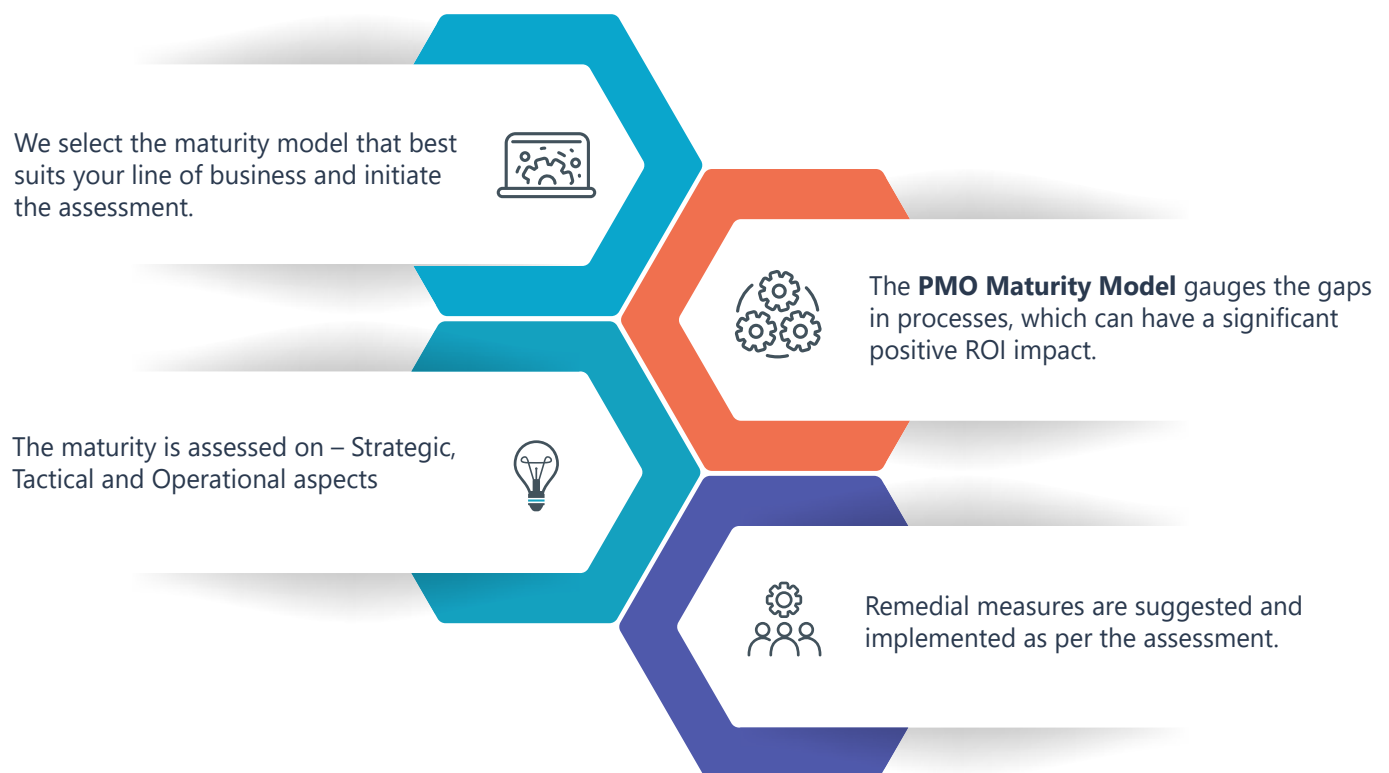 We select the maturity model that best
suits your line of business and initiate
the assessment.
The PMO Maturity Model gauges the gaps
in processes, which can have a significant
positive ROI impact.
The maturity is assessed on – Strategic,
Tactical and Operational aspects
Remedial measures are suggested and
implemented as per the assessment.